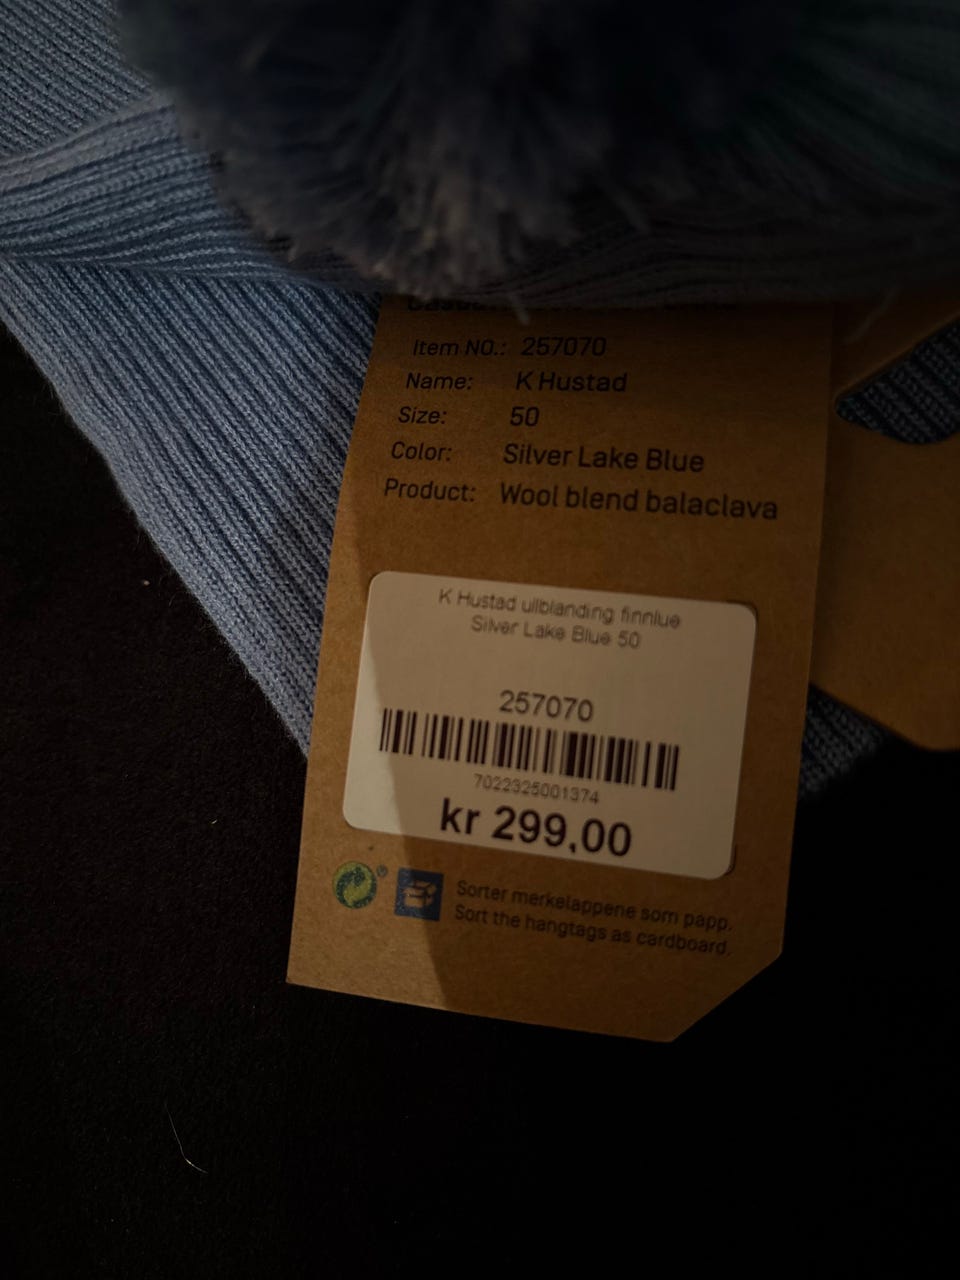 Item NO.: 257070
Name: K Hustad
Size: 50
Color: Silver Lake Blue
Product: Wool blend balaclava
K Hustad ullblanding finnlue
Silver Lake Blue 50
257070
7022325001374
kr 299,00
Sorter merkelappene som papp.
Sort the hangtags as cardboard.